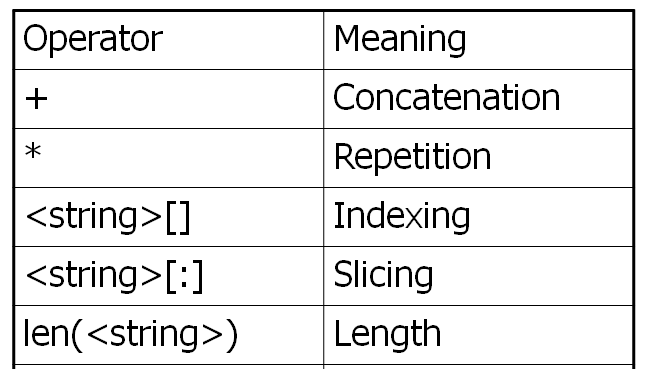 Operator Meaning
+ Concatenation
* Repetition
<string>[] Indexing
<string>[:] Slicing
len(<string>) Length